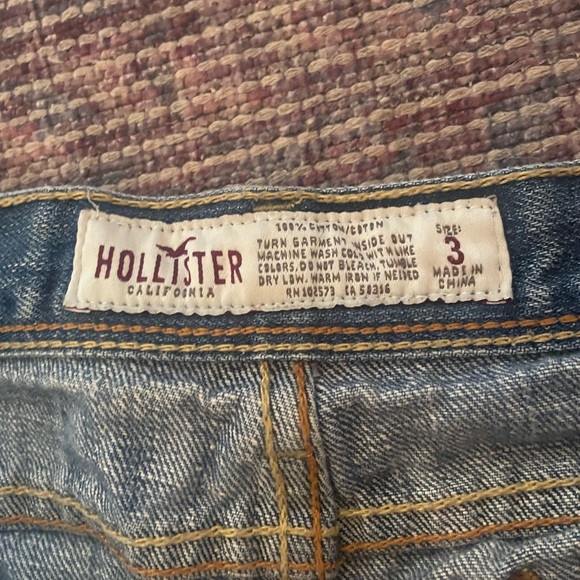 HOLLISTER
CALIFORNIA
100% COTTON/COTON
TURN GARMENT INSIDE OUT
MACHINE WASH COLD WITH LIKE
COLORS. DO NOT BLEACH. TUMBLE
DRY LOW. WARM IRON IF NEEDED
RN 102573 CA 50316
SIZE:
3
MADE IN
CHINA